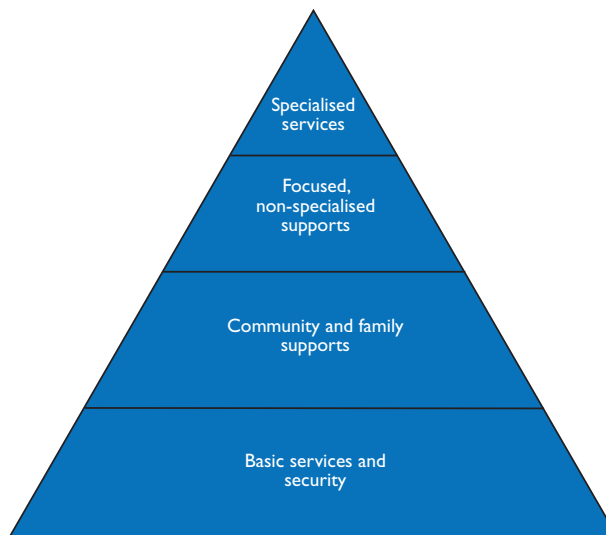 Specialised
services
Focused,
non-specialised
supports
Community and family
supports
Basic services and
security